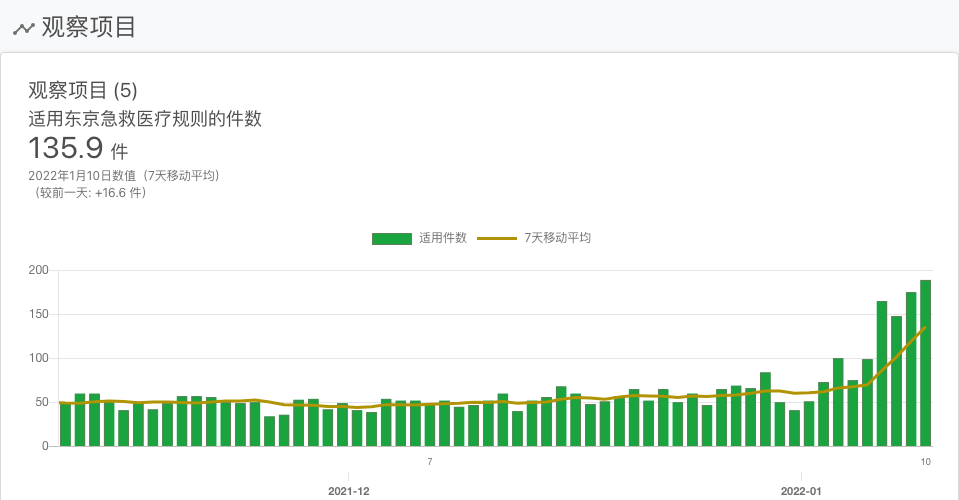 观察项目
观察项目 (5)
适用东京急救医疗规则的件数
135.9 件
2022年1月10日数值（7天移动平均）
（较前一天: +16.6 件）
适用件数 7天移动平均
200
150
100
50
0
7 10
2021-12 2022-01